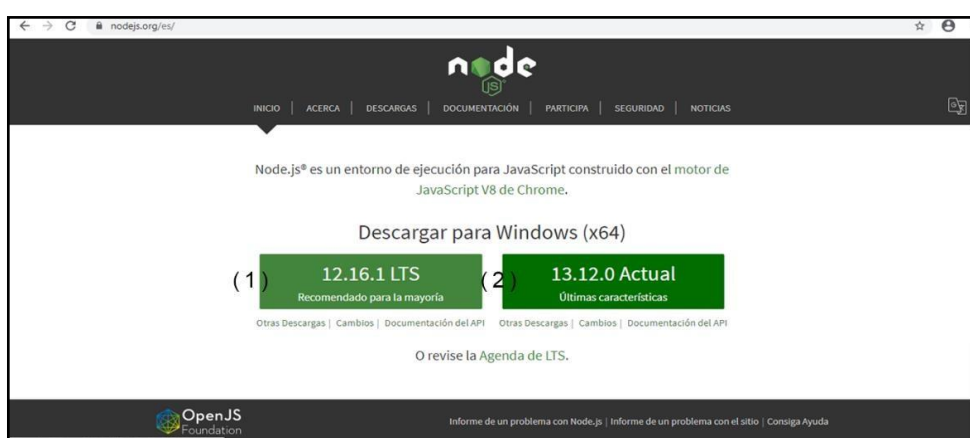 nodejs.org/es/
node
JS
INICIO | ACERCA | DESCARGAS | DOCUMENTACIÓN | PARTICIPA | SEGURIDAD | NOTICIAS
Node.js® es un entorno de ejecución para JavaScript construido con el motor de
JavaScript V8 de Chrome.
Descargar para Windows (x64)
(1) 12.16.1 LTS
Recomendado para la mayoría
(2) 13.12.0 Actual
Últimas características
Otras Descargas | Cambios | Documentación del API
Otras Descargas | Cambios | Documentación del API
O revise la Agenda de LTS.
OpenJS
Foundation
Informe de un problema con Node.js | Informe de un problema con el sitio | Consiga Ayuda